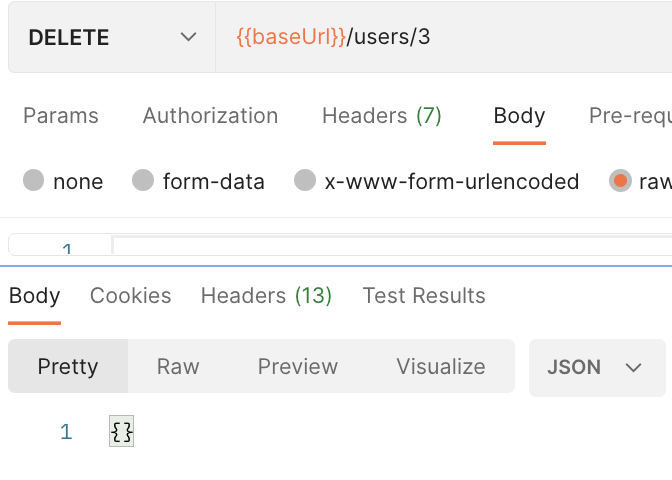 DELETE {{baseUrl}}/users/3
Params Authorization Headers (7) Body Pre-requ
none form-data x-www-form-urlencoded raw
1
Body Cookies Headers (13) Test Results
Pretty Raw Preview Visualize JSON
1 {}